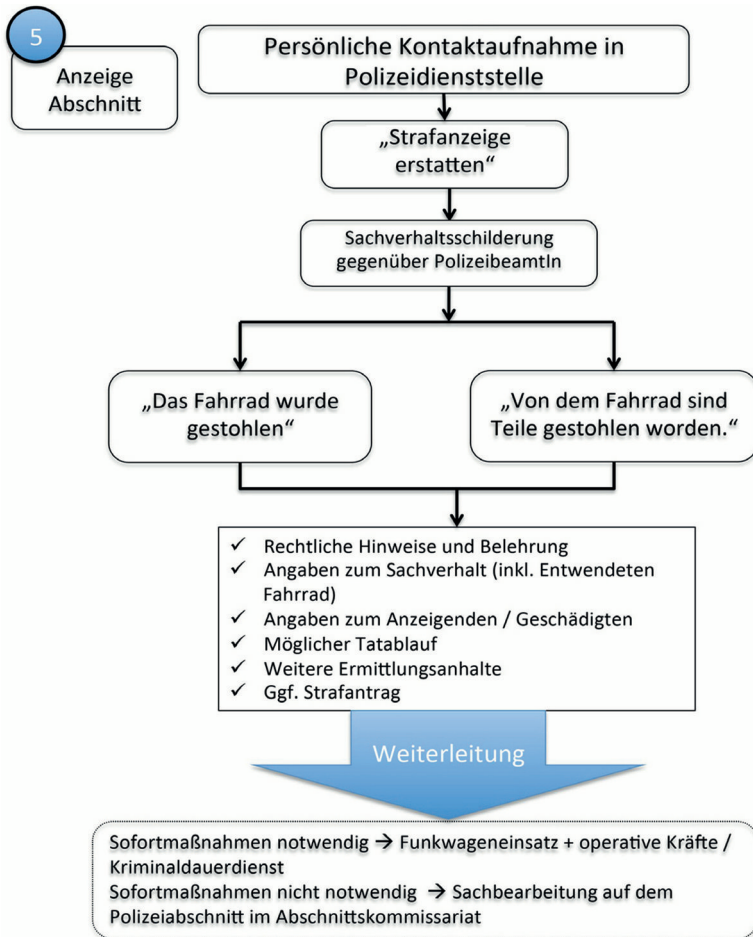 5
Anzeige
Abschnitt
Persönliche Kontaktaufnahme in
Polizeidienststelle
„Strafanzeige
erstatten“
Sachverhaltsschilderung
gegenüber PolizeibeamtIn
„Das Fahrrad wurde
gestohlen“
„Von dem Fahrrad sind
Teile gestohlen worden.“
✓ Rechtliche Hinweise und Belehrung
✓ Angaben zum Sachverhalt (inkl. Entwendeten
Fahrrad)
✓ Angaben zum Anzeigenden / Geschädigten
✓ Möglicher Tatablauf
✓ Weitere Ermittlungsanhalte
✓ Ggf. Strafantrag
Weiterleitung
Sofortmaßnahmen notwendig → Funkwageneinsatz + operative Kräfte /
Kriminaldauerdienst
Sofortmaßnahmen nicht notwendig → Sachbearbeitung auf dem
Polizeiabschnitt im Abschnittskommissariat